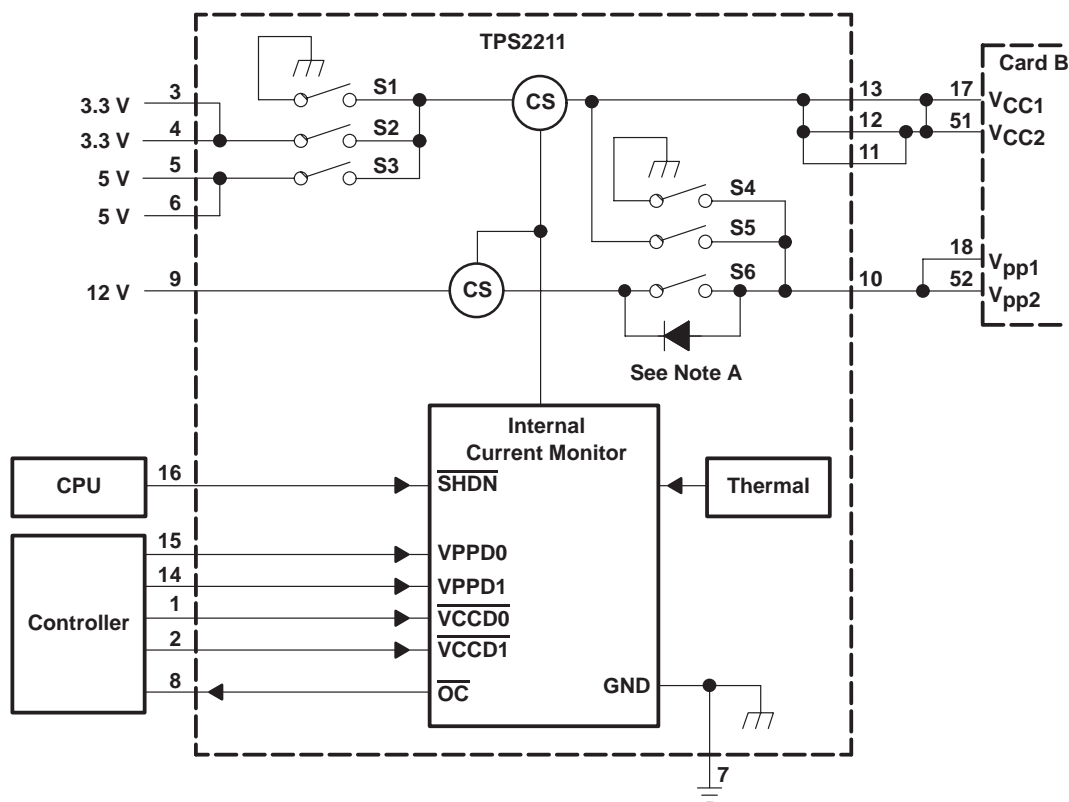 TPS2211
Card B
S1
S2
S3
CS
3
3.3 V
4
3.3 V
5
5 V
6
5 V
13
17
VCC1
12
51
VCC2
11
S4
S5
S6
18
Vpp1
9
12 V
CS
10
52
Vpp2
See Note A
Internal
Current Monitor
CPU
16
SHDN
Thermal
Controller
15
VPPD0
14
VPPD1
1
VCCD0
2
VCCD1
8
OC
GND
7